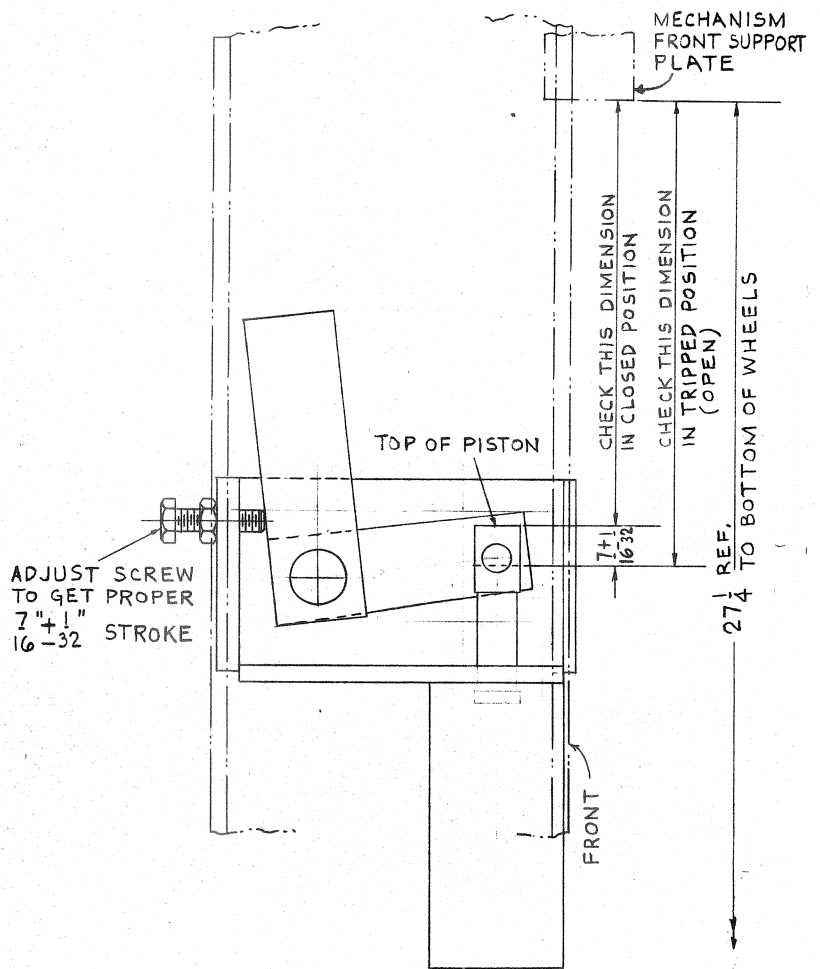 MECHANISM
FRONT SUPPORT
PLATE
CHECK THIS DIMENSION
IN CLOSED POSITION
CHECK THIS DIMENSION
IN TRIPPED POSITION
(OPEN)
27 1/4 REF.
TO BOTTOM OF WHEELS
TOP OF PISTON
7/16 ± 1/32
ADJUST SCREW
TO GET PROPER
7/16" ± 1/32" STROKE
FRONT